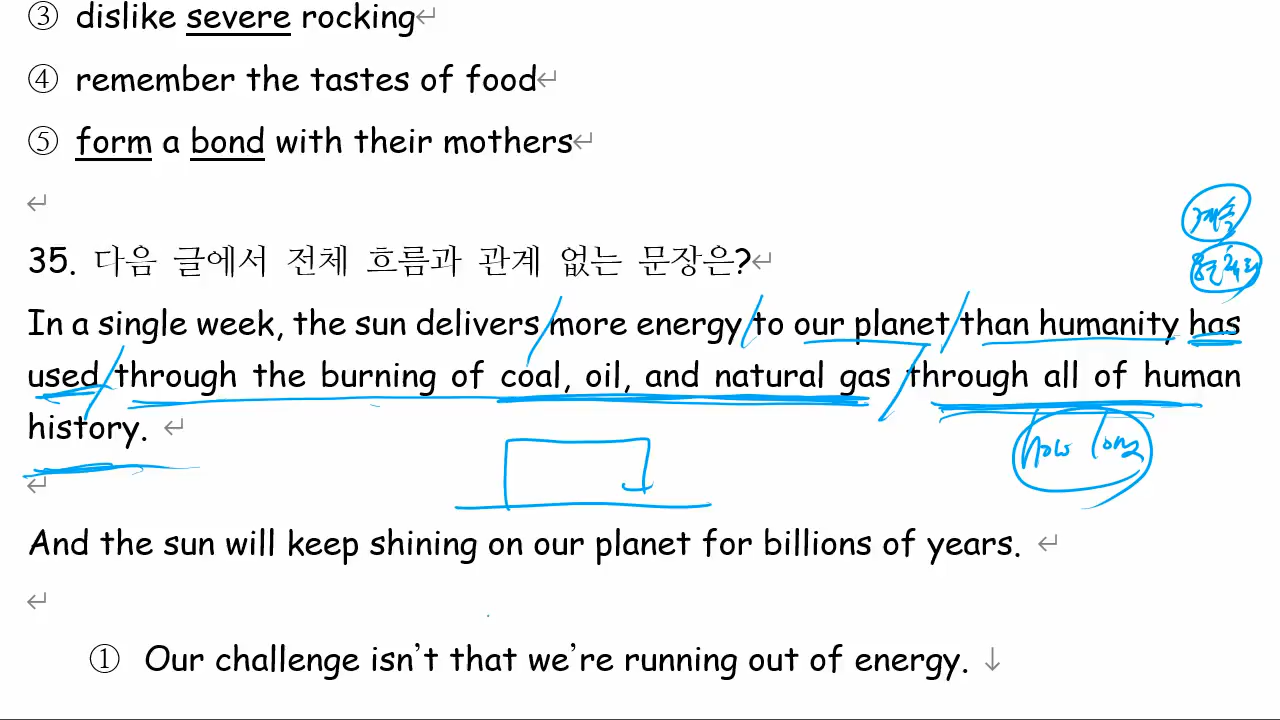 ③ dislike severe rocking↵
④ remember the tastes of food↵
⑤ form a bond with their mothers↵
↵
계속
35. 다음 글에서 전체 흐름과 관계 없는 문장은?↵
In a single week, the sun delivers more energy to our planet than humanity has
used through the burning of coal, oil, and natural gas through all of human
history. ↵
how long
↵
And the sun will keep shining on our planet for billions of years. ↵
↵
① Our challenge isn't that we're running out of energy. ↓